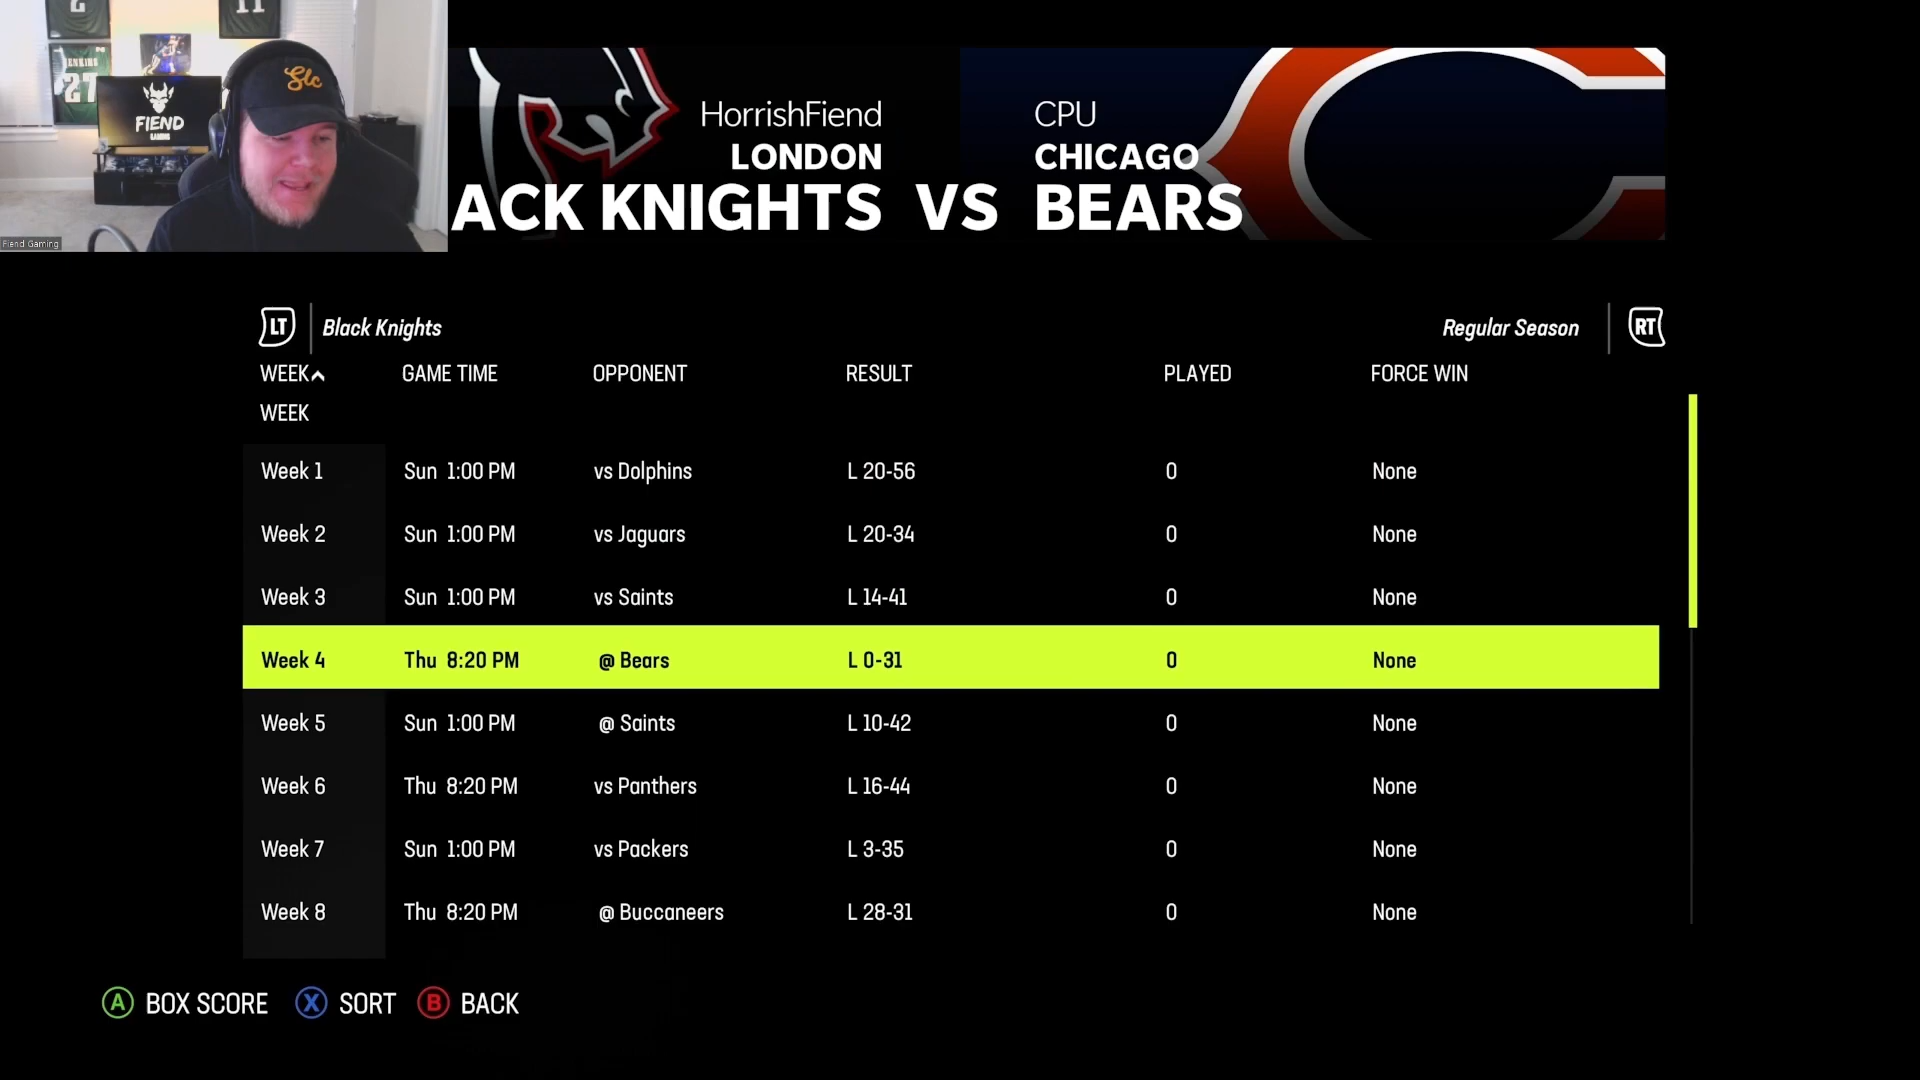 2
11
JENKINS
27
Slc
FIEND
GAMING
Fiend Gaming
HorrishFiend
LONDON
ACK KNIGHTS VS
CPU
CHICAGO
BEARS
LT Black Knights
Regular Season RT
WEEK GAME TIME OPPONENT RESULT PLAYED FORCE WIN
WEEK
Week 1 Sun 1:00 PM vs Dolphins L 20-56 0 None
Week 2 Sun 1:00 PM vs Jaguars L 20-34 0 None
Week 3 Sun 1:00 PM vs Saints L 14-41 0 None
Week 4 Thu 8:20 PM @ Bears L 0-31 0 None
Week 5 Sun 1:00 PM @ Saints L 10-42 0 None
Week 6 Thu 8:20 PM vs Panthers L 16-44 0 None
Week 7 Sun 1:00 PM vs Packers L 3-35 0 None
Week 8 Thu 8:20 PM @ Buccaneers L 28-31 0 None
A BOX SCORE X SORT B BACK